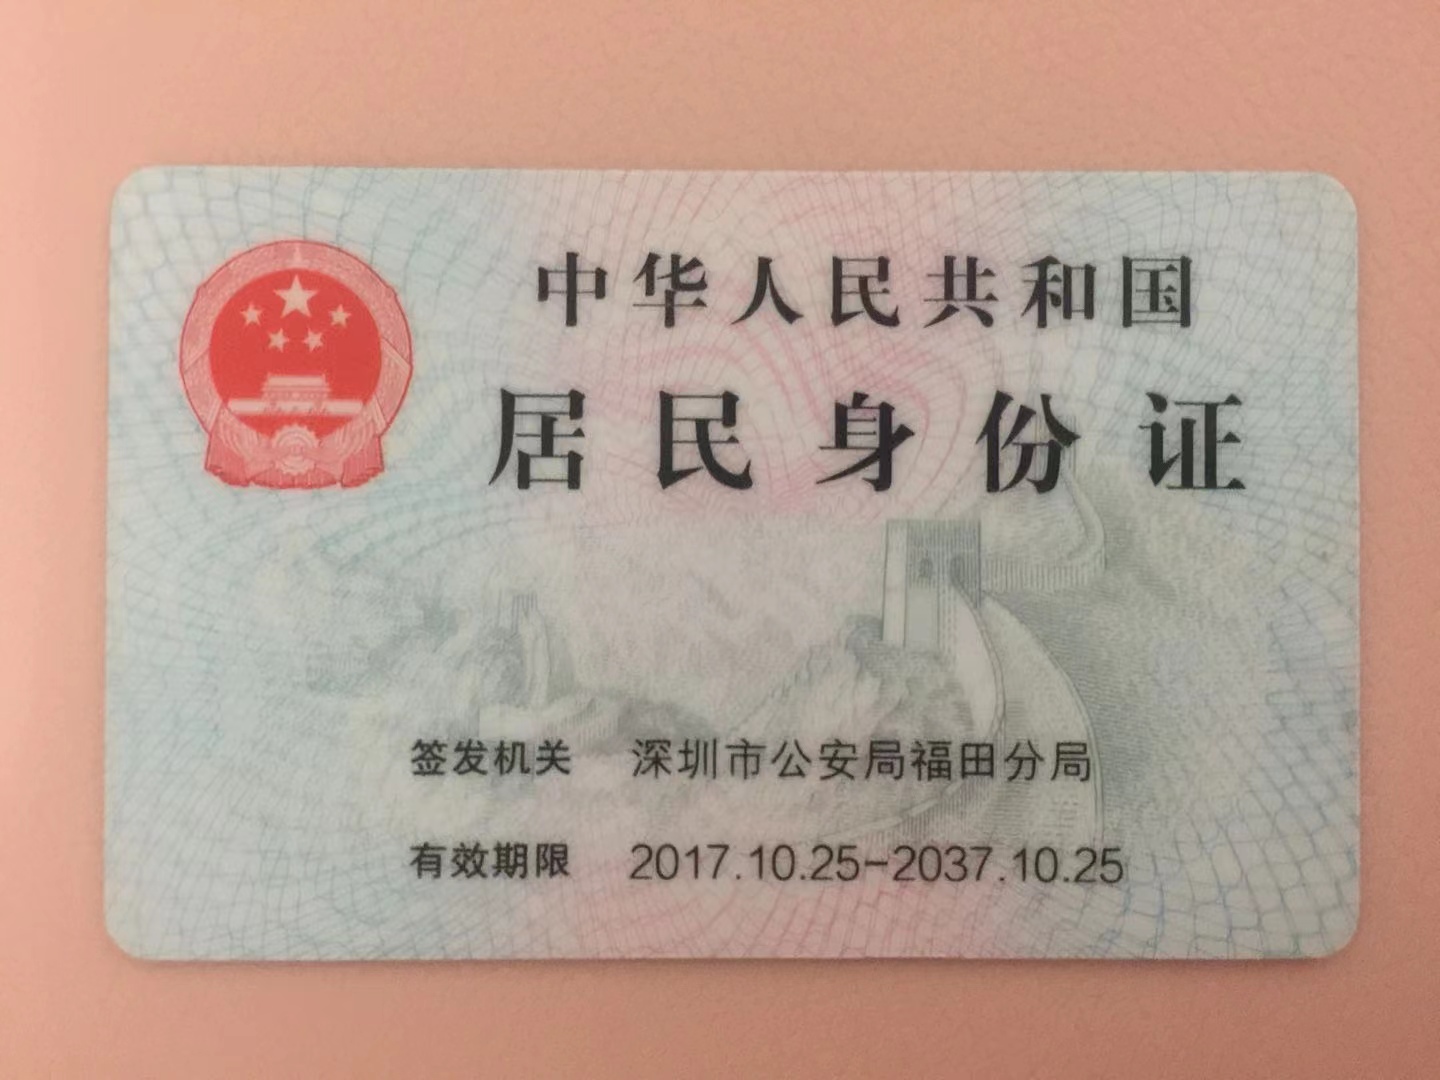 中华人民共和国
居民身份证
签发机关 深圳市公安局福田分局
有效期限 2017.10.25-2037.10.25